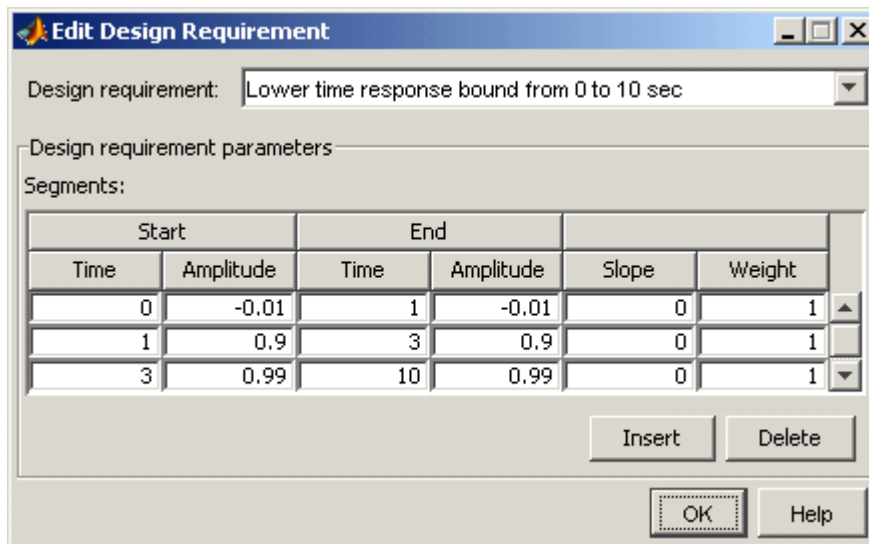 Edit Design Requirement
Design requirement: Lower time response bound from 0 to 10 sec
Design requirement parameters
Segments:
Start End
Time Amplitude Time Amplitude Slope Weight
0 -0.01 1 -0.01 0 1
1 0.9 3 0.9 0 1
3 0.99 10 0.99 0 1
Insert Delete
OK Help